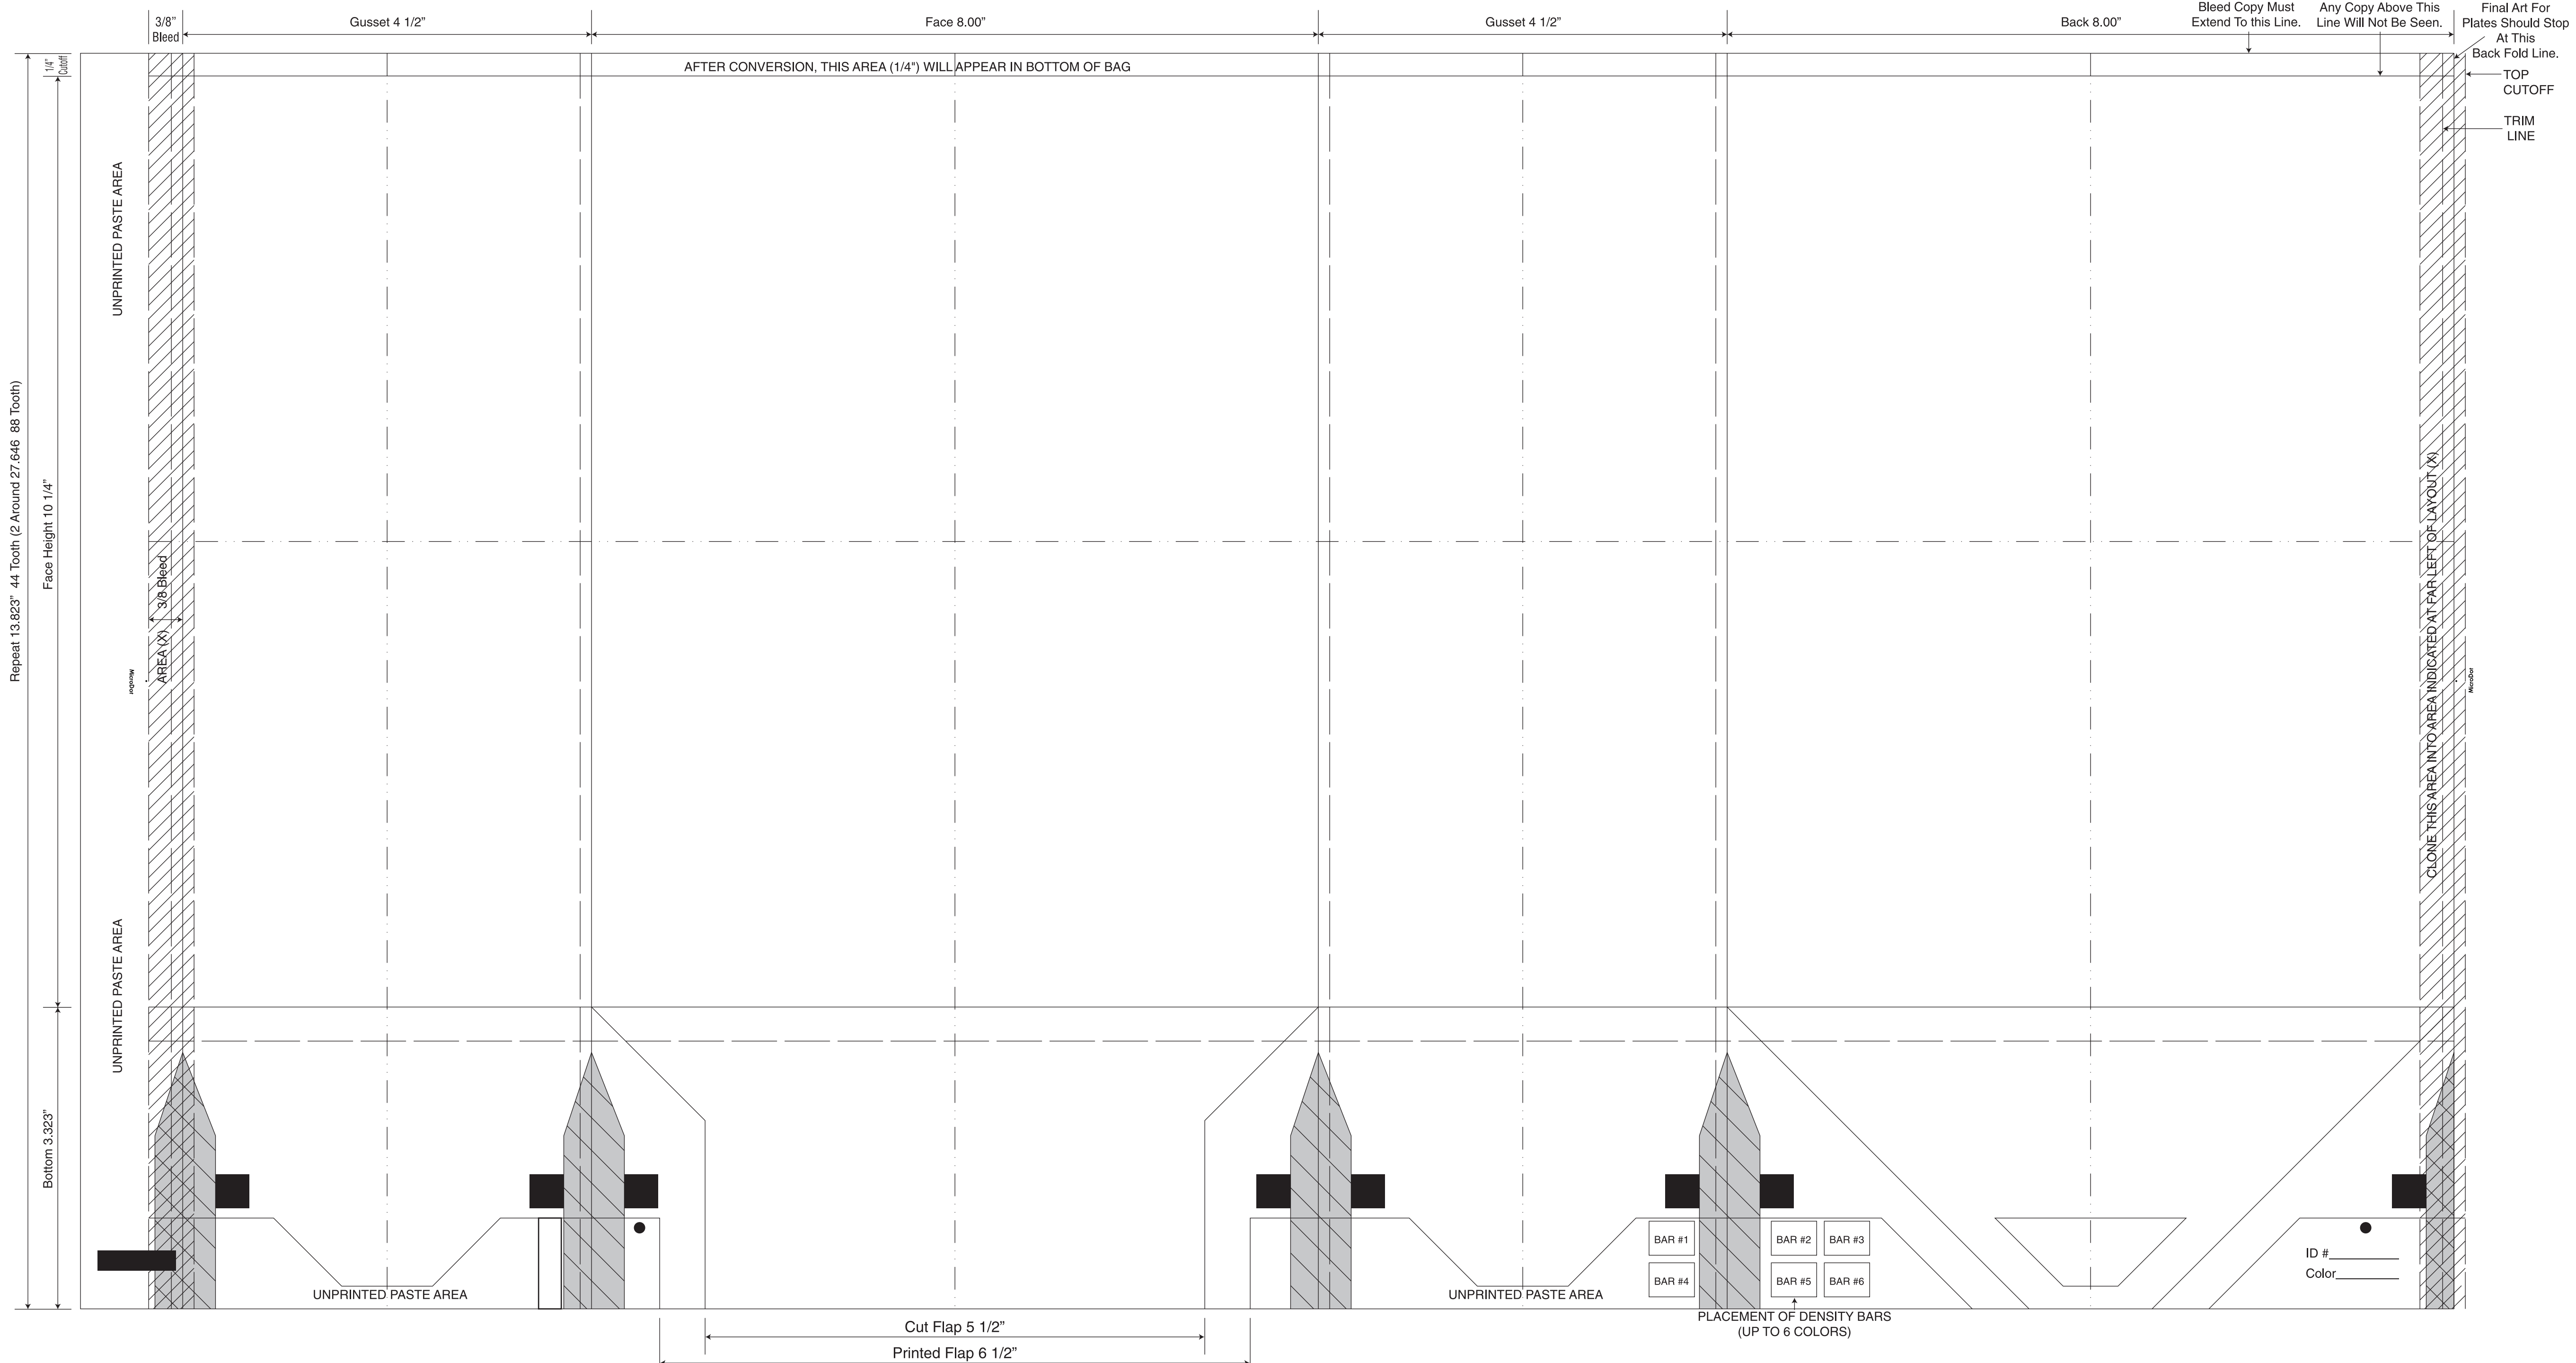 3/8”
Bleed
Gusset 4 1/2”
Face 8.00”
Gusset 4 1/2”
Back 8.00”
Bleed Copy Must
Extend To this Line.
Any Copy Above This
Line Will Not Be Seen.
Final Art For
Plates Should Stop
At This
Back Fold Line.
TOP
CUTOFF
TRIM
LINE
1/4"
Cutoff
AFTER CONVERSION, THIS AREA (1/4") WILL APPEAR IN BOTTOM OF BAG
UNPRINTED PASTE AREA
Repeat 13.823” 44 Tooth (2 Around 27.646 88 Tooth)
Face Height 10 1/4”
3/8 Bleed
AREA (X)
MicroDot
CLONE THIS AREA INTO AREA INDICATED AT FAR LEFT OF LAYOUT (X)
MicroDot
UNPRINTED PASTE AREA
Bottom 3.323”
UNPRINTED PASTE AREA
UNPRINTED PASTE AREA
BAR #1
BAR #2
BAR #3
BAR #4
BAR #5
BAR #6
ID #
Color
PLACEMENT OF DENSITY BARS
(UP TO 6 COLORS)
Cut Flap 5 1/2”
Printed Flap 6 1/2”